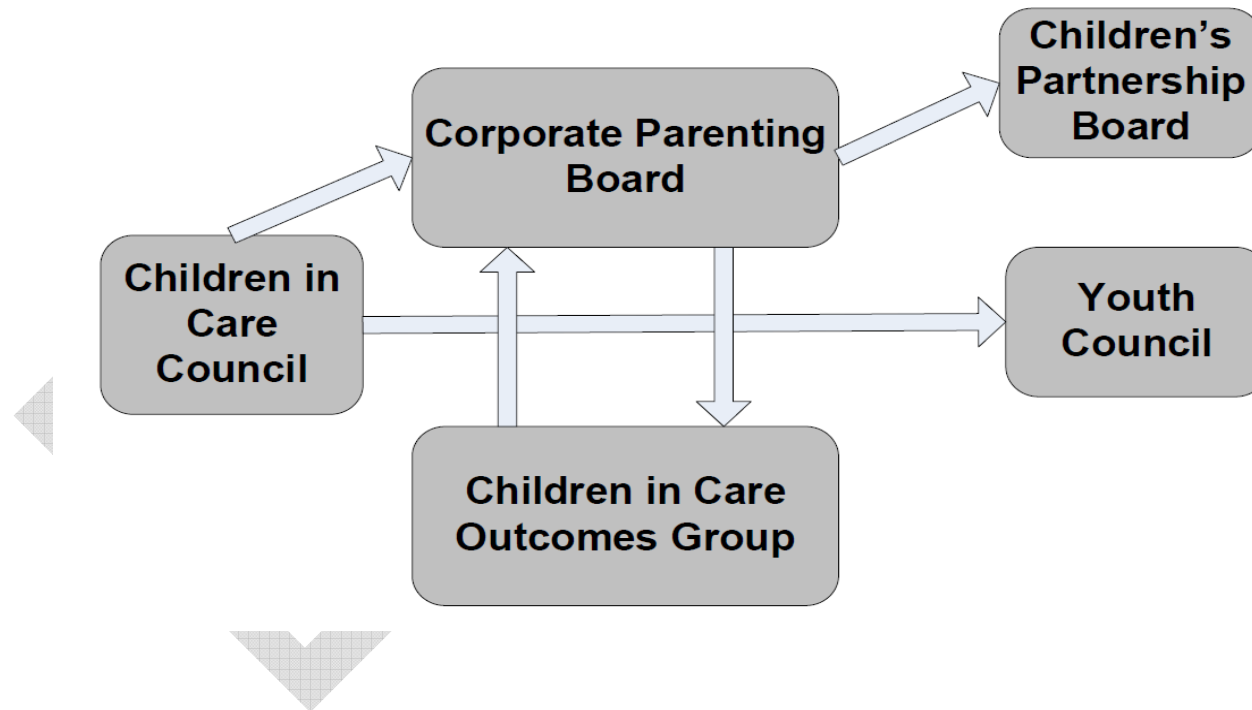 Children's
Partnership
Board
Corporate Parenting
Board
Children in
Care
Council
Youth
Council
Children in Care
Outcomes Group